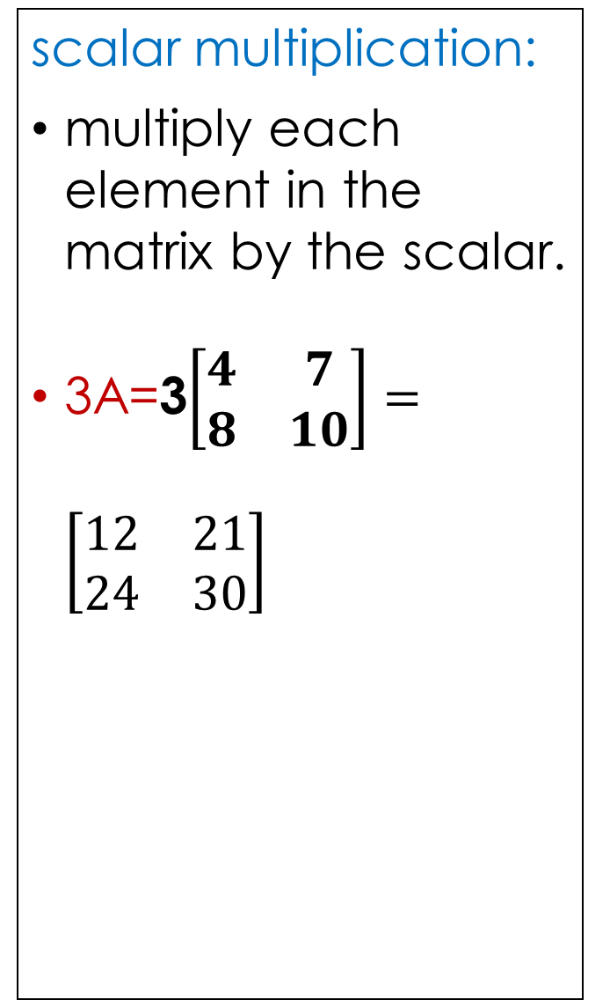 scalar multiplication:
• multiply each
element in the
matrix by the scalar.
• 3A=3[4 7
8 10] =
[12 21
24 30]